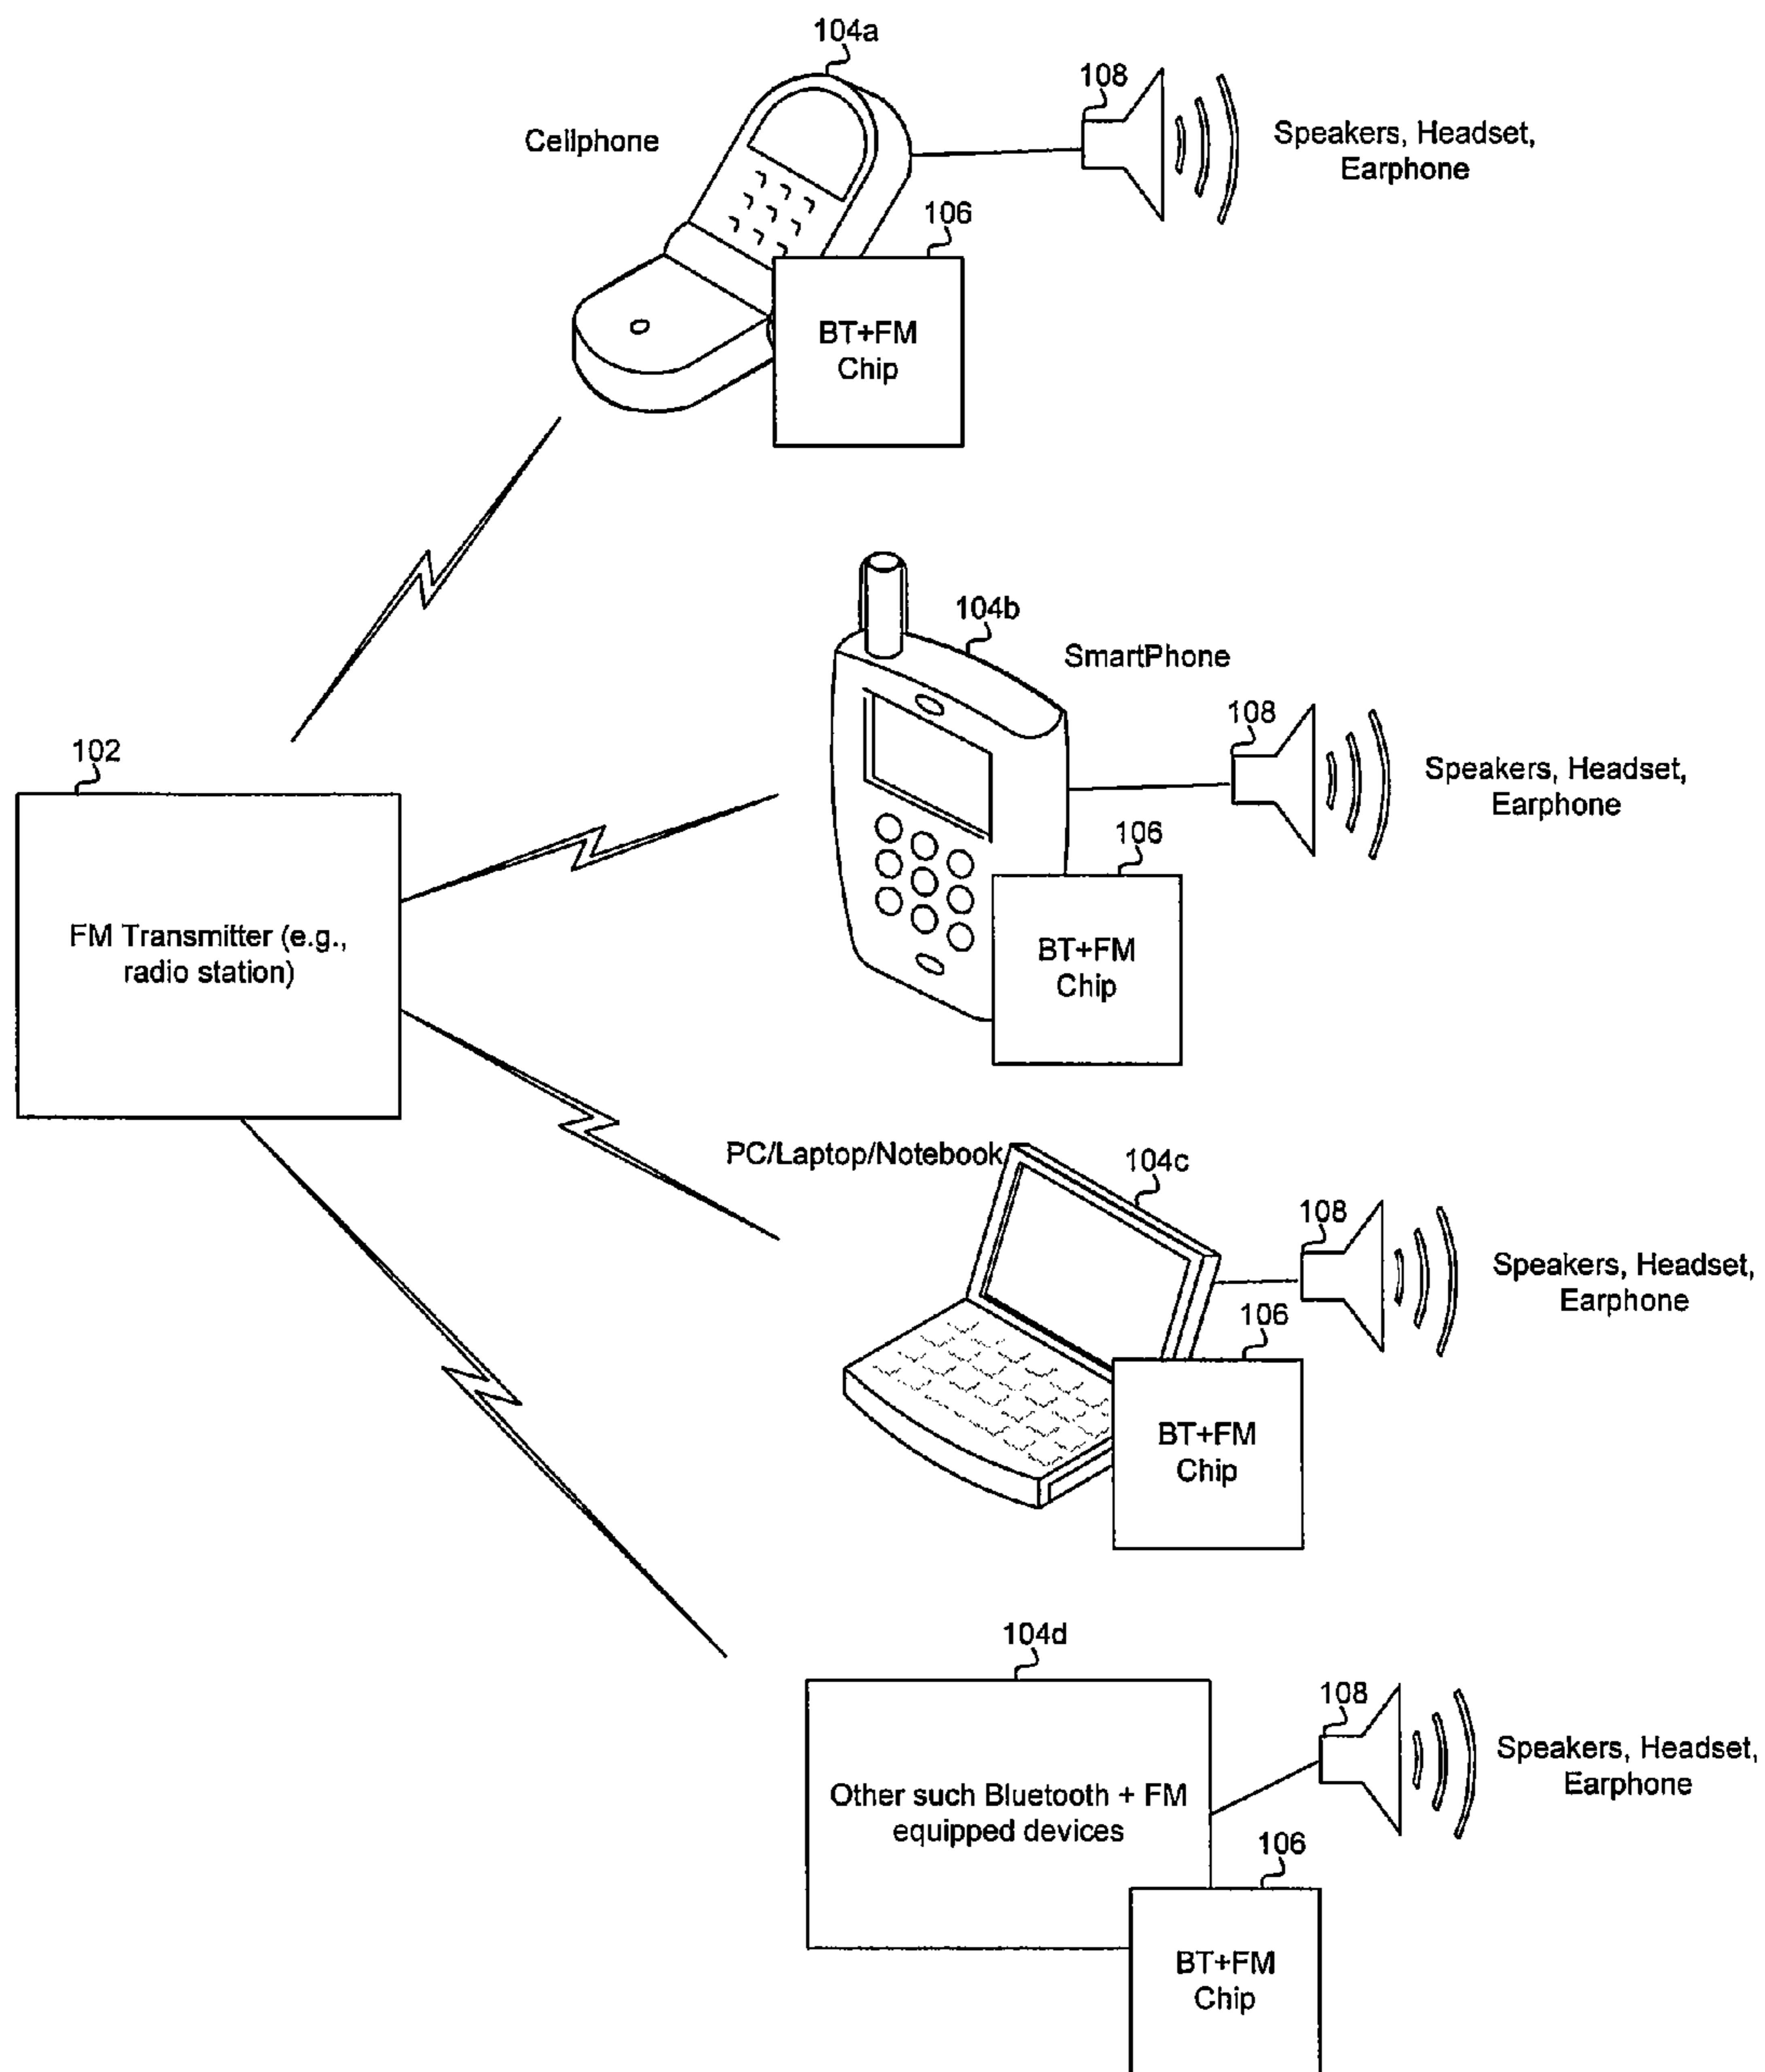 104a
108
Cellphone
Speakers, Headset,
Earphone
106
BT+FM
Chip
104b
SmartPhone
108
Speakers, Headset,
Earphone
102
106
FM Transmitter (e.g.,
radio station)
BT+FM
Chip
PC/Laptop/Notebook
104c
108
Speakers, Headset,
Earphone
106
BT+FM
Chip
104d
108
Speakers, Headset,
Earphone
Other such Bluetooth + FM
equipped devices
106
BT+FM
Chip